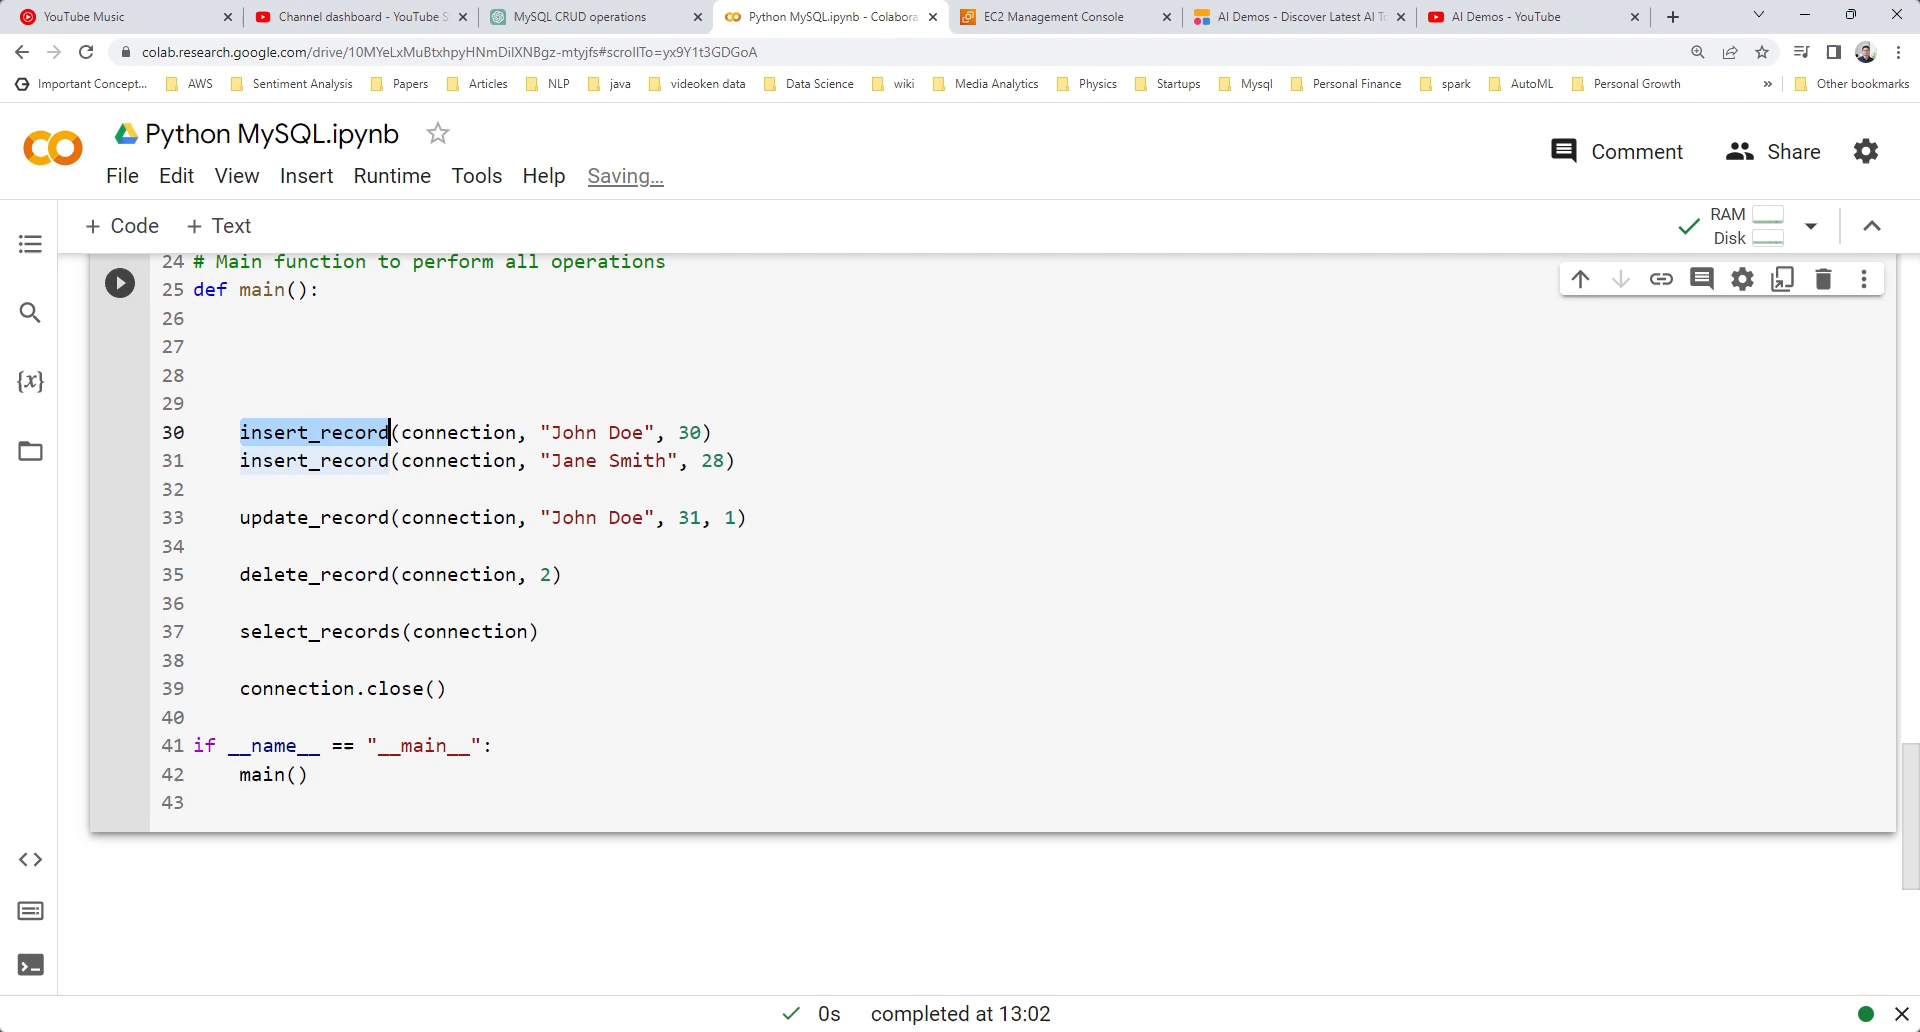 YouTube Music
Channel dashboard - YouTube S
MySQL CRUD operations
Python MySQL.ipynb - Colabora
EC2 Management Console
AI Demos - Discover Latest AI To
AI Demos - YouTube
colab.research.google.com/drive/10MYeLxMuBtxhpyHNmDilXNBgz-mtyjfs#scrollTo=yx9Y1t3GDGoA
Important Concept...
AWS
Sentiment Analysis
Papers
Articles
NLP
java
videoken data
Data Science
wiki
Media Analytics
Physics
Startups
Mysql
Personal Finance
spark
AutoML
Personal Growth
»
Other bookmarks
Python MySQL.ipynb
Comment
Share
File Edit View Insert Runtime Tools Help Saving...
+ Code + Text
RAM
Disk
24 # Main function to perform all operations
25 def main():
26
27
28
29
30 insert_record(connection, "John Doe", 30)
31 insert_record(connection, "Jane Smith", 28)
32
33 update_record(connection, "John Doe", 31, 1)
34
35 delete_record(connection, 2)
36
37 select_records(connection)
38
39 connection.close()
40
41 if __name__ == "__main__":
42 main()
43
{x}
0s completed at 13:02